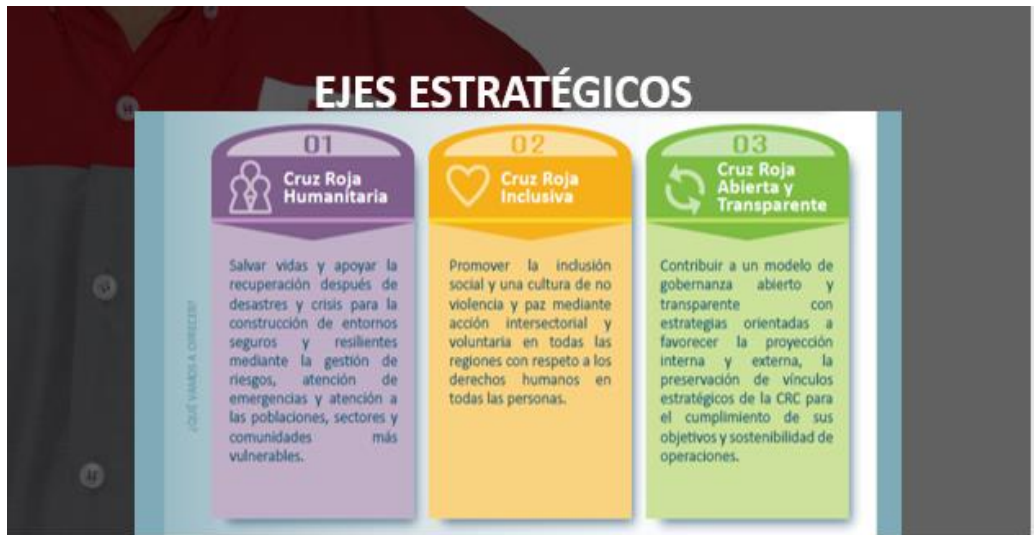 EJES ESTRATÉGICOS
01
Cruz Roja
Humanitaria
Salvar vidas y apoyar la
recuperación después de
desastres y crisis para la
construcción de entornos
seguros y resilientes
mediante la gestión de
riesgos, atención de
emergencias y atención a
las poblaciones, sectores y
comunidades más
vulnerables.
02
Cruz Roja
Inclusiva
Promover la inclusión
social y una cultura de no
violencia y paz mediante
acción intersectorial y
voluntaria en todas las
regiones con respeto a los
derechos humanos en
todas las personas.
03
Cruz Roja
Abierta y
Transparente
Contribuir a un modelo de
gobernanza abierto y
transparente con
estrategias orientadas a
favorecer la proyección
interna y externa, la
preservación de vínculos
estratégicos de la CRC para
el cumplimiento de sus
objetivos y sostenibilidad de
operaciones.
¿QUÉ VAMOS A OFRECER?